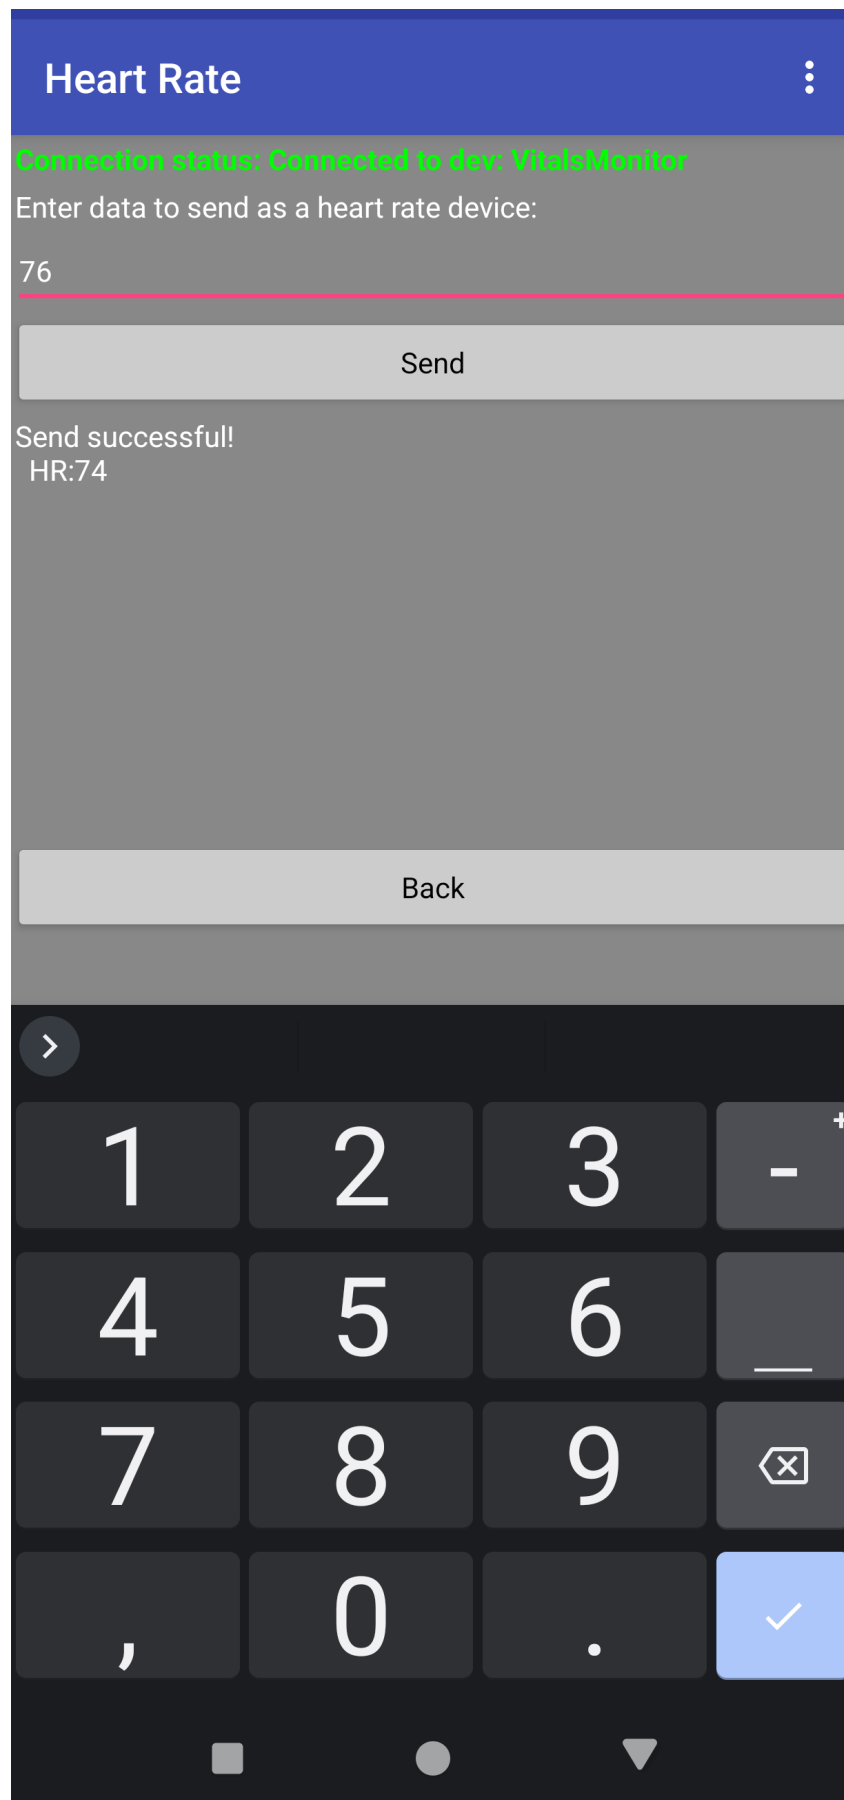 Heart Rate
Connection status: Connected to dev: VitalsMonitor
Enter data to send as a heart rate device:
76
Send
Send successful!
HR:74
Back
1 2 3 - +
4 5 6 _
7 8 9
, 0 .